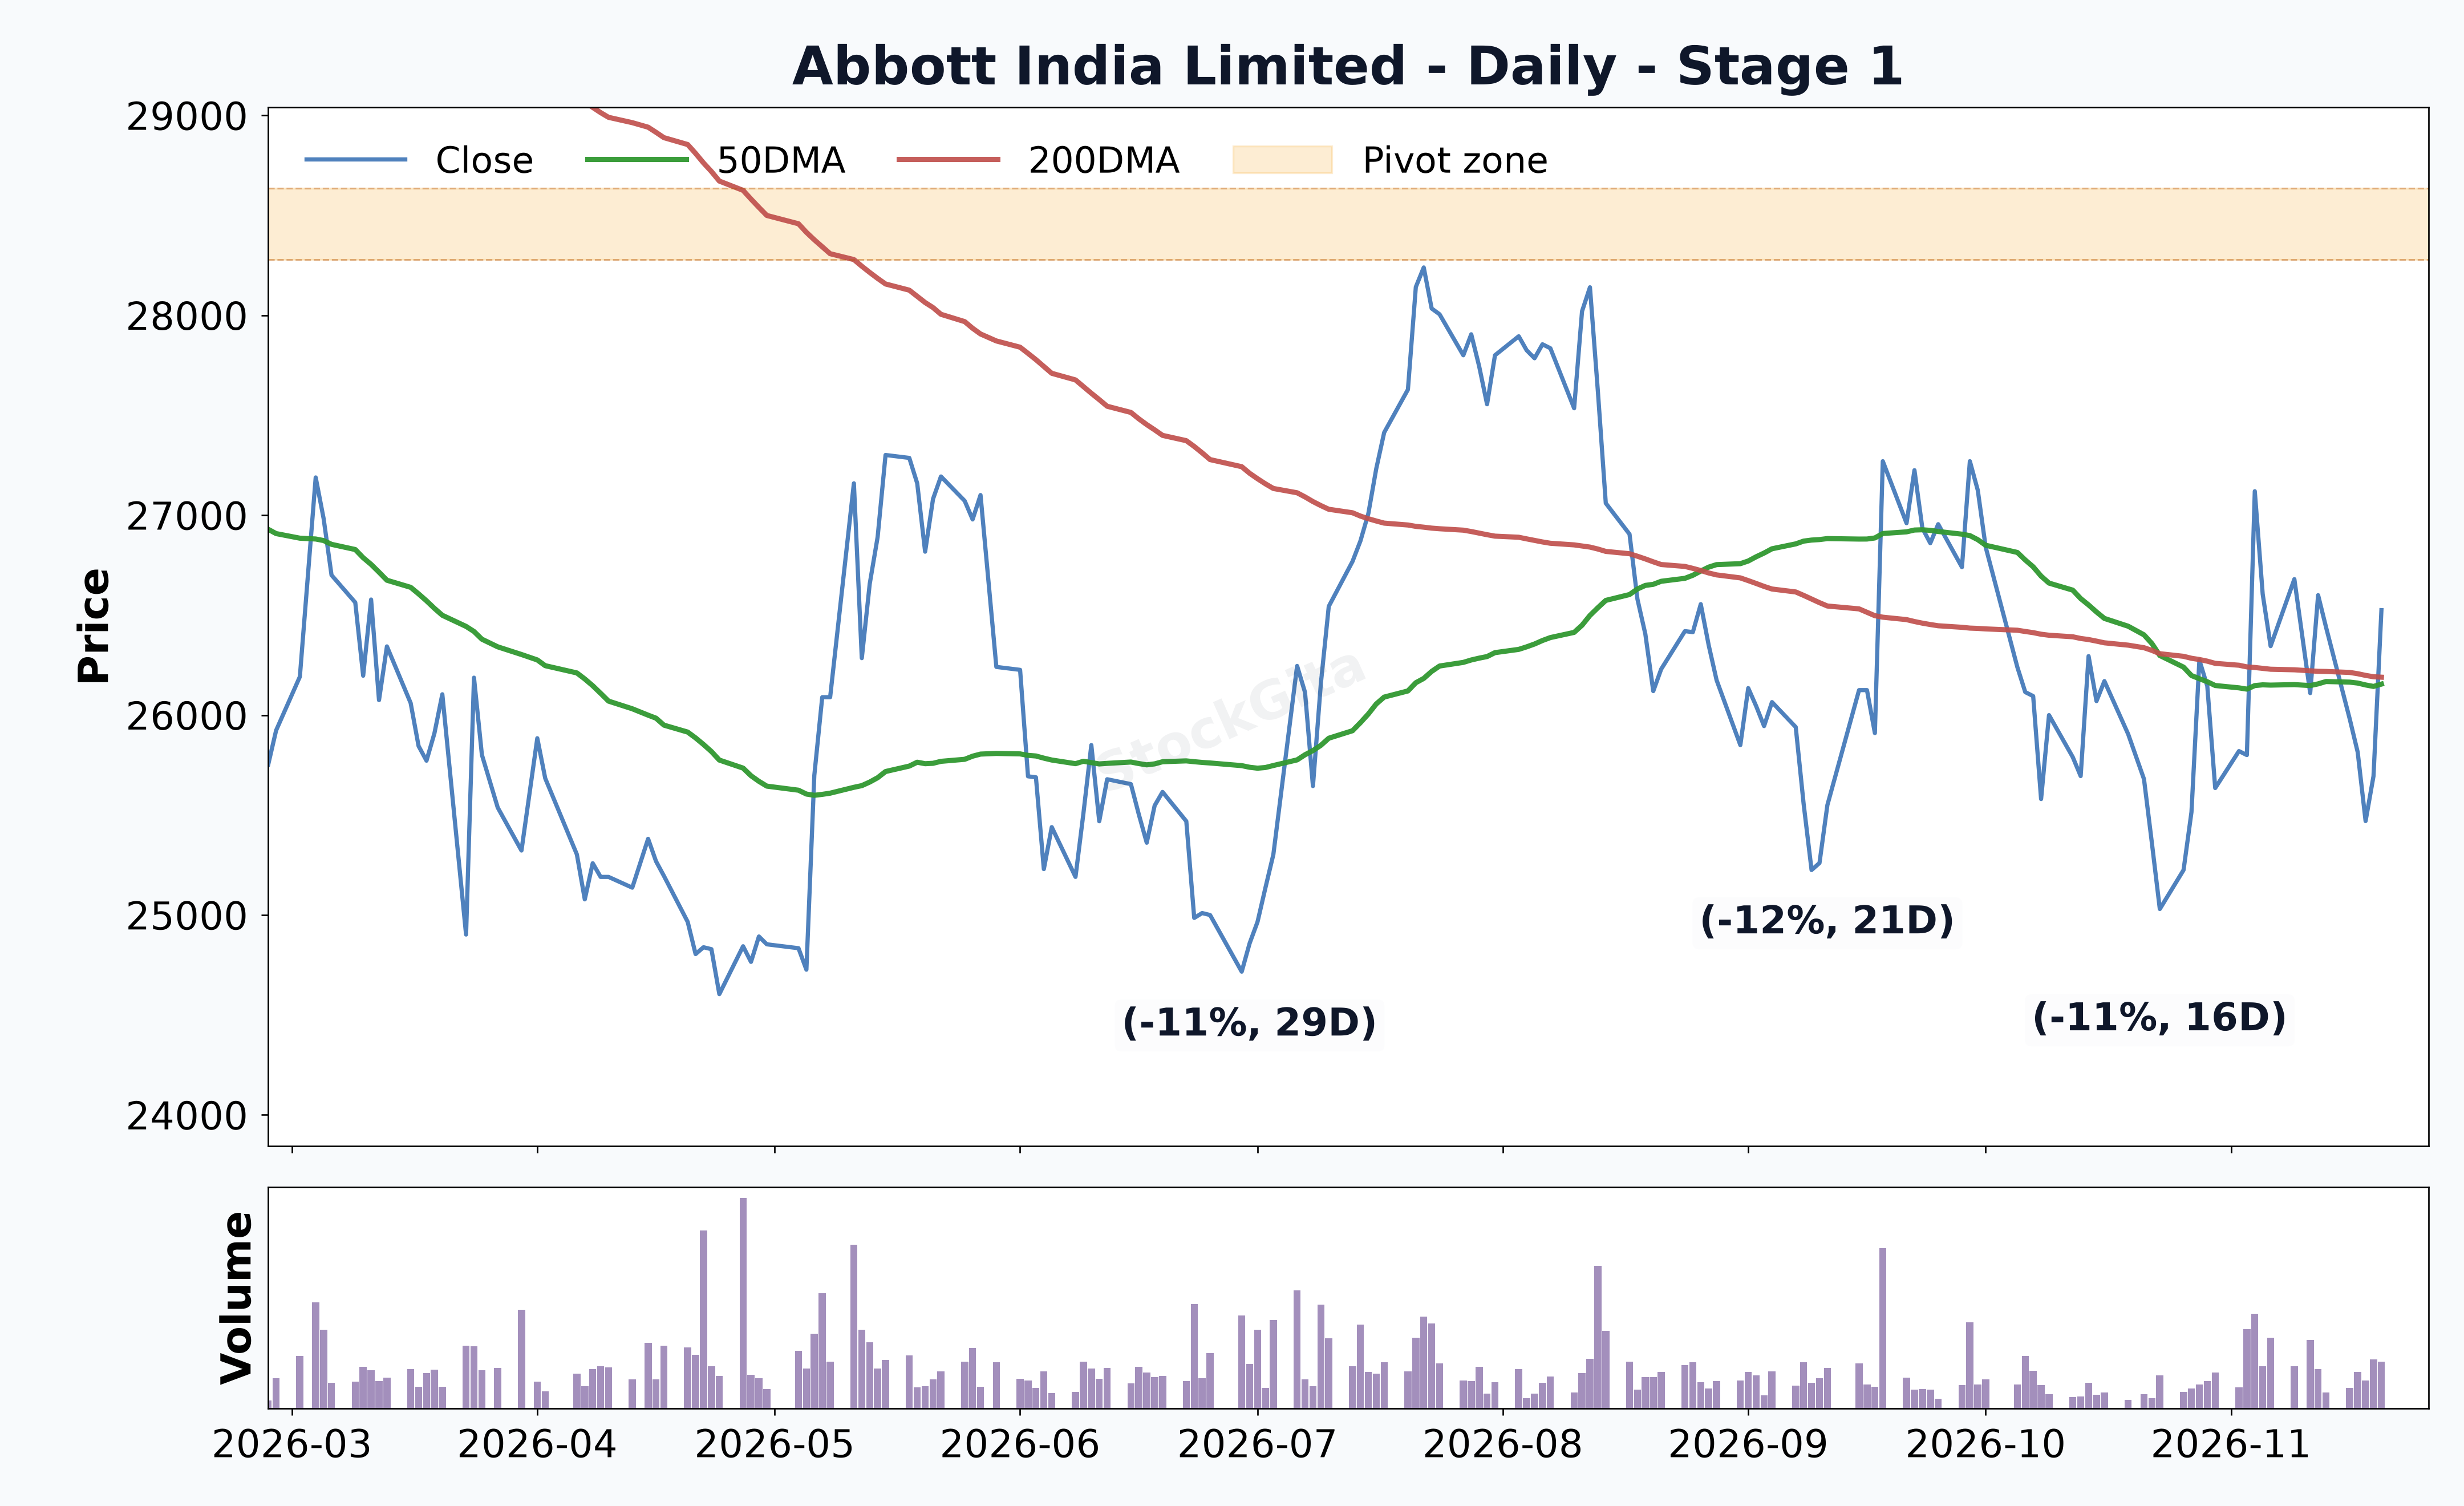 Abbott India Limited - Daily - Stage 1
29000
Close 50DMA 200DMA Pivot zone
28000
27000
Price
26000
StockGita
25000
(-12%, 21D)
(-11%, 29D)
(-11%, 16D)
24000
Volume
2026-03 2026-04 2026-05 2026-06 2026-07 2026-08 2026-09 2026-10 2026-11